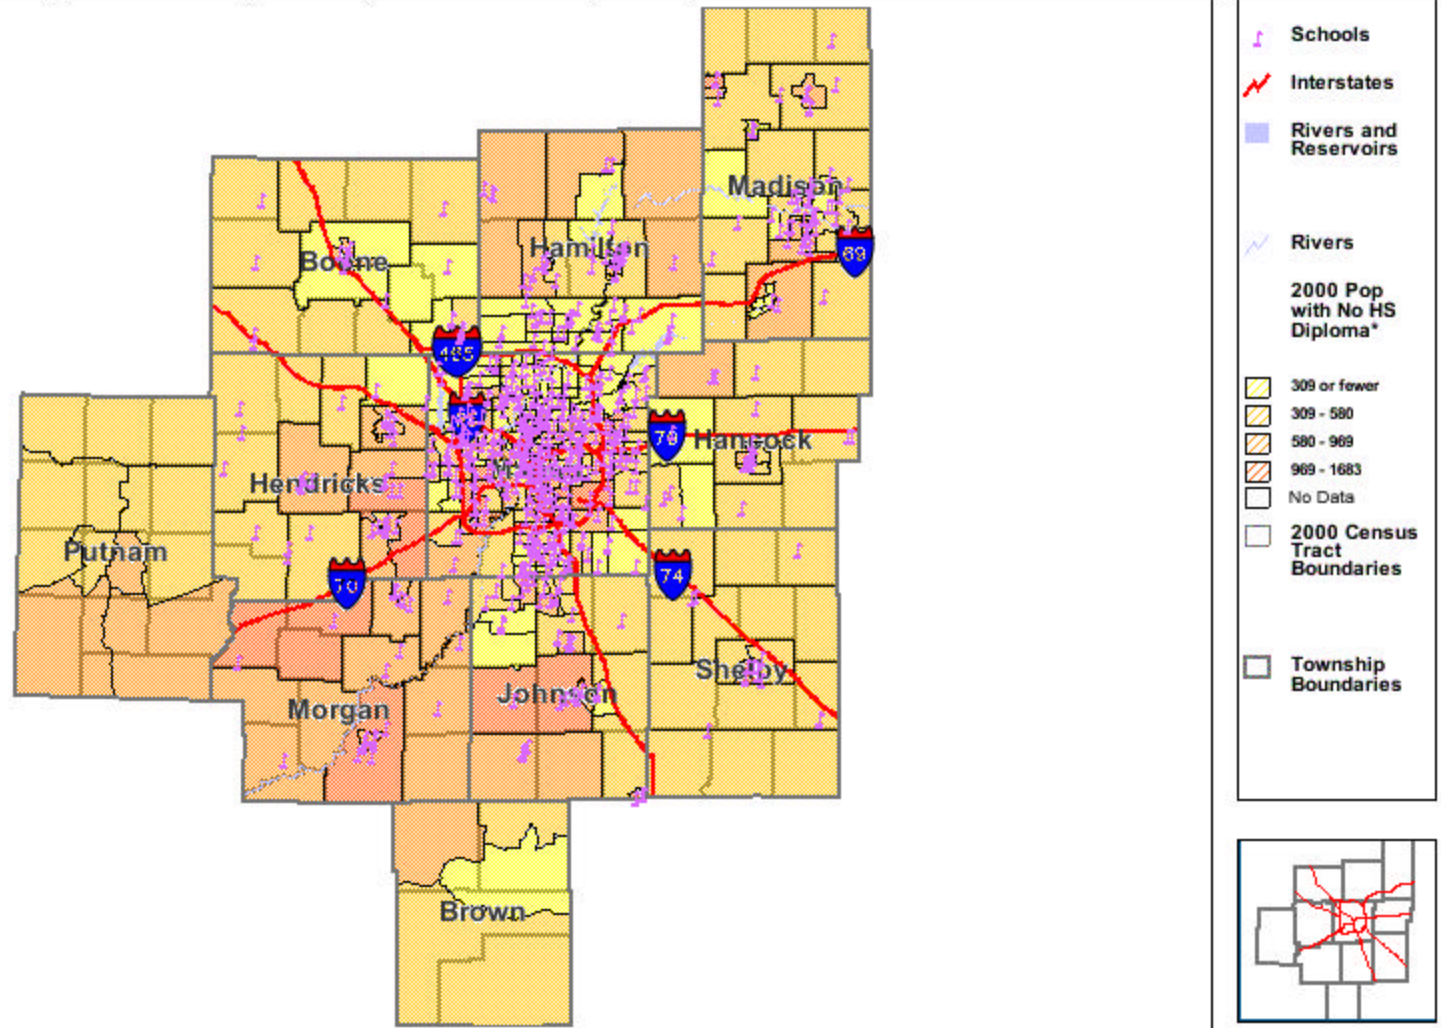 Schools
Interstates
Rivers and
Reservoirs
Rivers
2000 Pop
with No HS
Diploma*
309 or fewer
309 - 580
580 - 969
969 - 1683
No Data
2000 Census
Tract
Boundaries
Township
Boundaries
Madison
69
Hamilton
Boone
465
70
Hancock
Hendricks
Putnam
70
74
Shelby
Johnson
Morgan
Brown